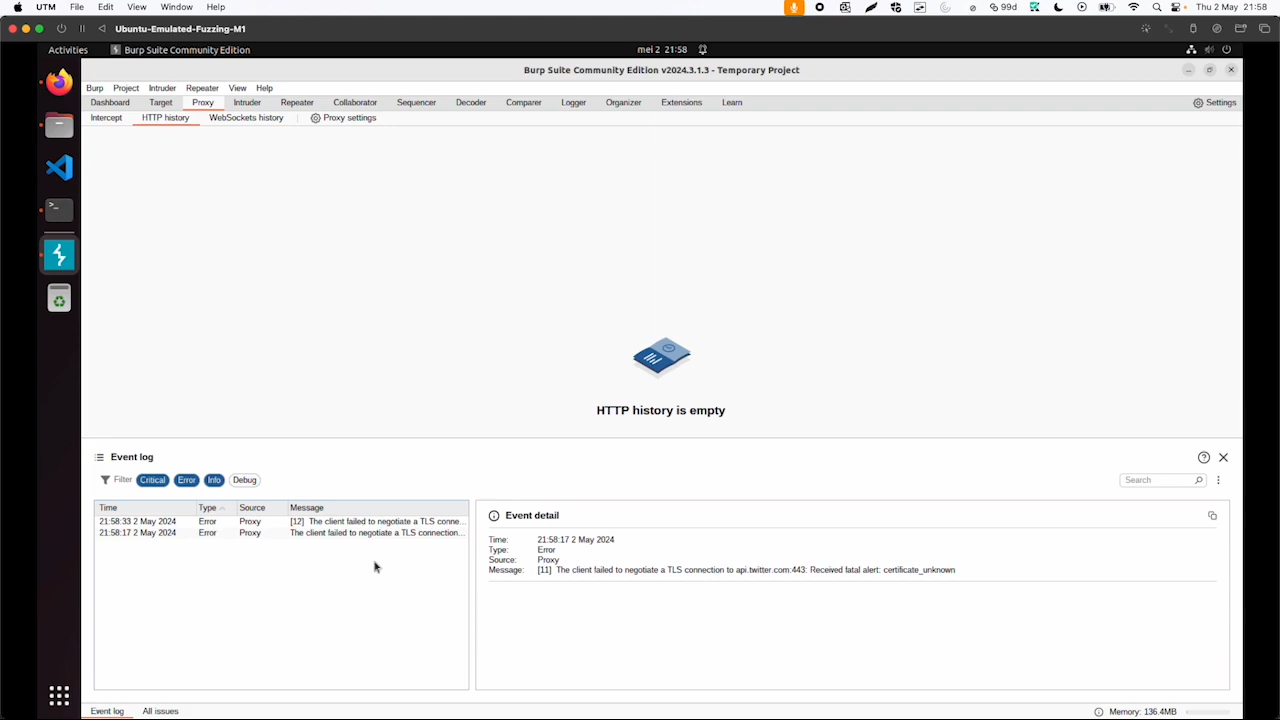 UTM File Edit View Window Help 99d Thu 2 May 21:58
Ubuntu-Emulated-Fuzzing-M1
Activities Burp Suite Community Edition mei 2 21:58
Burp Suite Community Edition v2024.3.1.3 - Temporary Project
Burp Project Intruder Repeater View Help
Dashboard Target Proxy Intruder Repeater Collaborator Sequencer Decoder Comparer Logger Organizer Extensions Learn Settings
Intercept HTTP history WebSockets history Proxy settings
HTTP history is empty
Event log
Filter Critical Error Info Debug Search
Time Type Source Message
21:58:33 2 May 2024 Error Proxy [12] The client failed to negotiate a TLS conne...
21:58:17 2 May 2024 Error Proxy The client failed to negotiate a TLS connection...
Event detail
Time: 21:58:17 2 May 2024
Type: Error
Source: Proxy
Message: [11] The client failed to negotiate a TLS connection to api.twitter.com:443: Received fatal alert: certificate_unknown
Event log All issues Memory: 136.4MB